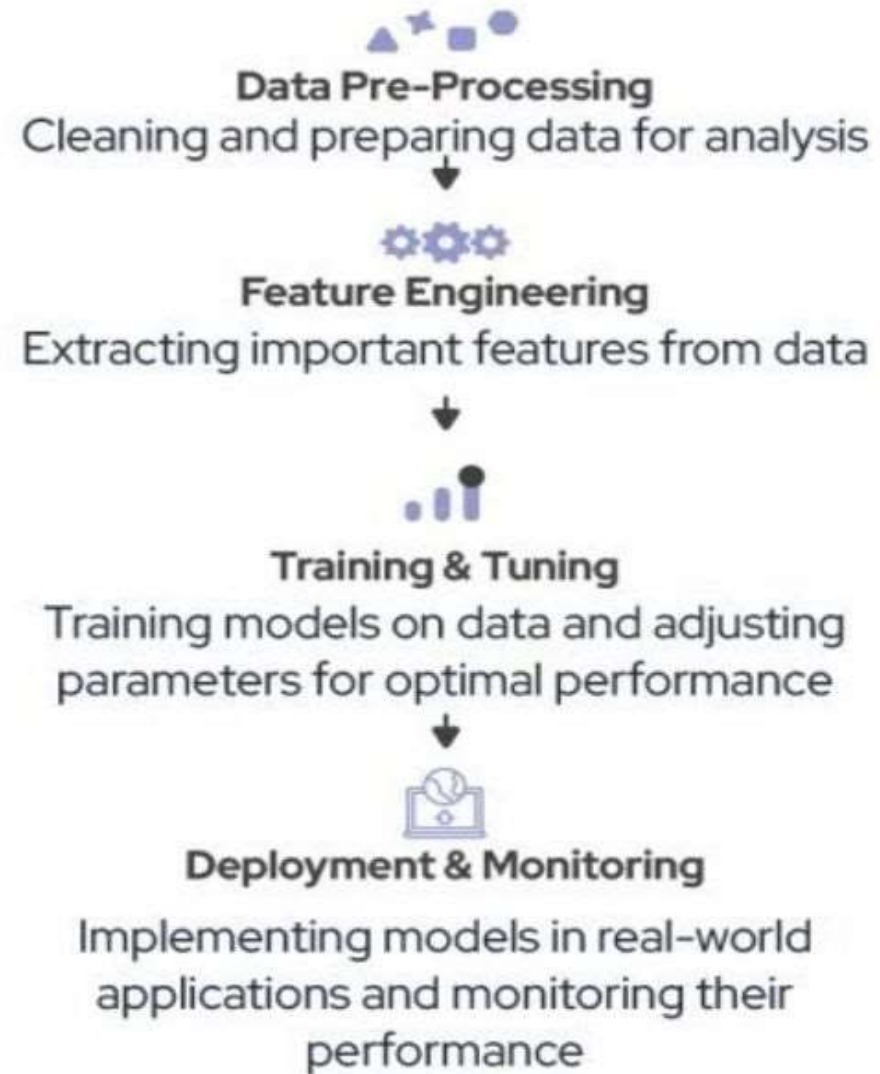 Data Pre-Processing
Cleaning and preparing data for analysis
Feature Engineering
Extracting important features from data
Training & Tuning
Training models on data and adjusting
parameters for optimal performance
Deployment & Monitoring
Implementing models in real-world
applications and monitoring their
performance